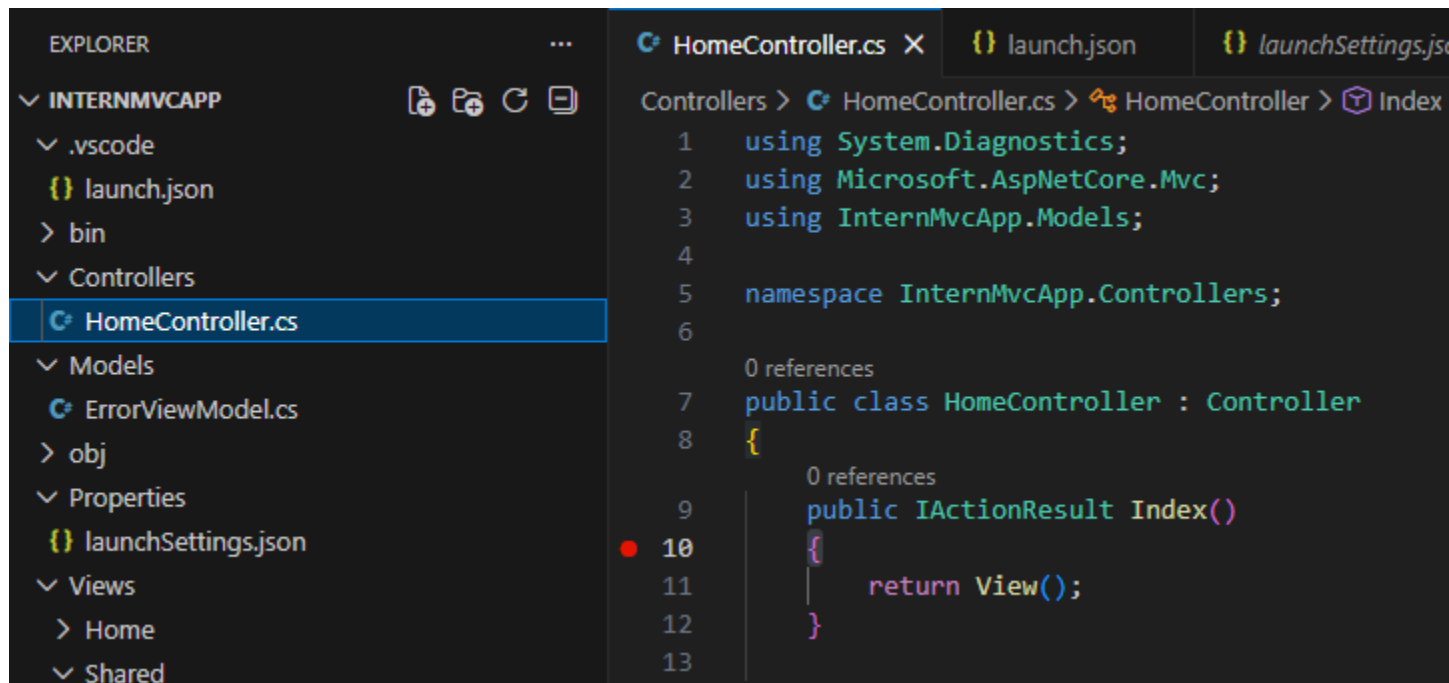 EXPLORER
INTERNMVCAPP
.vscode
{} launch.json
bin
Controllers
C# HomeController.cs
Models
C# ErrorViewModel.cs
obj
Properties
{} launchSettings.json
Views
Home
Shared
C# HomeController.cs
{} launch.json
{} launchSettings.jso
Controllers > C# HomeController.cs > HomeController > Index
1 using System.Diagnostics;
2 using Microsoft.AspNetCore.Mvc;
3 using InternMvcApp.Models;
4
5 namespace InternMvcApp.Controllers;
6
0 references
7 public class HomeController : Controller
8 {
0 references
9 public IActionResult Index()
10 {
11 return View();
12 }
13